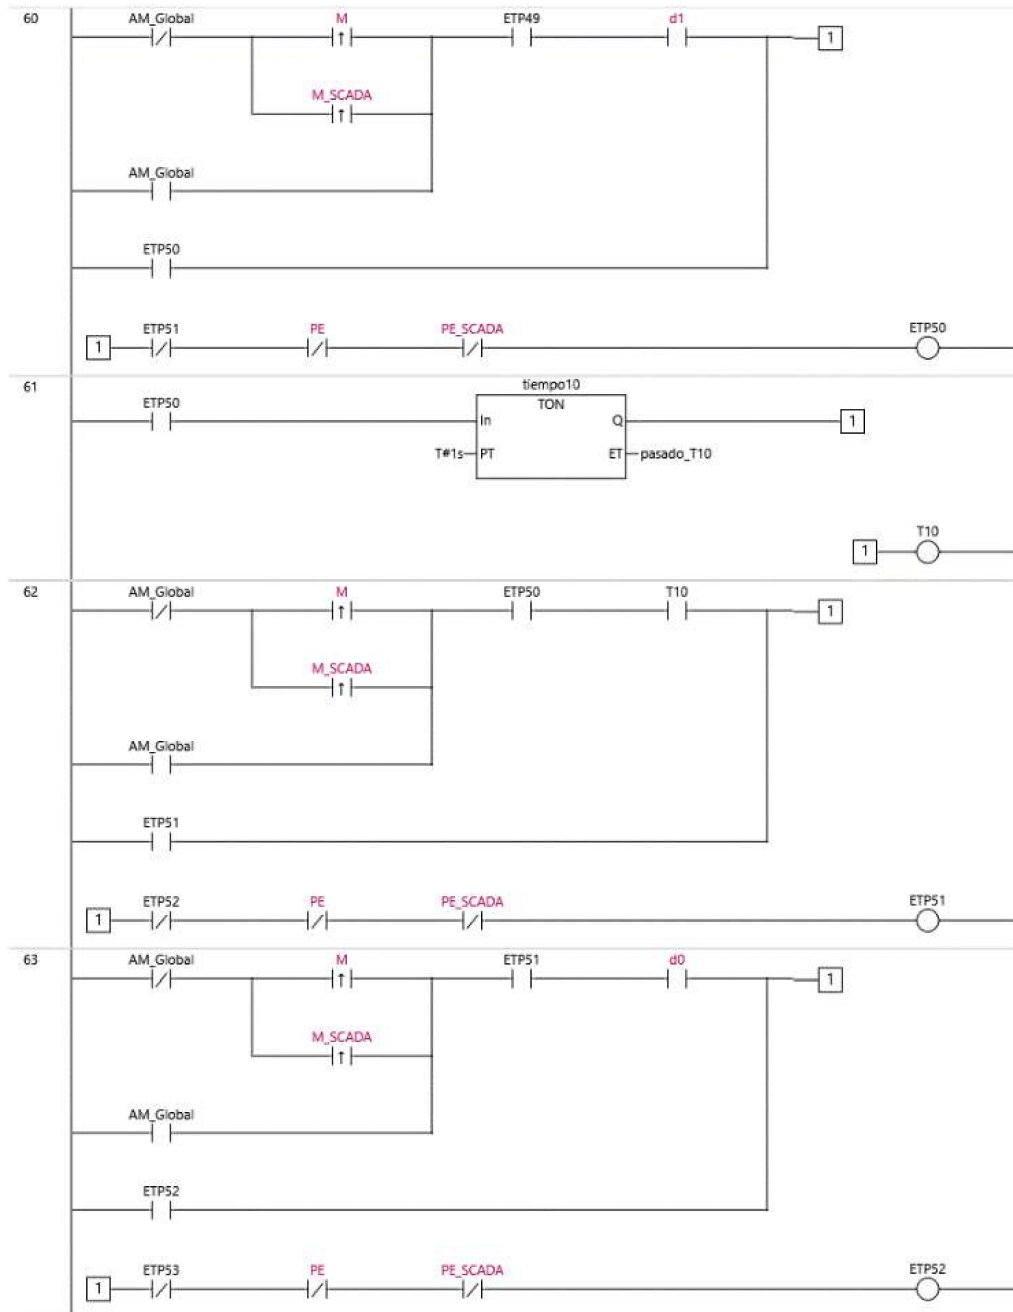 60 AM_Global M ETP49 d1
1
M_SCADA
AM_Global
ETP50
1 ETP51 PE PE_SCADA ETP50
61 tiempo10
ETP50 TON
In Q 1
T#1s PT ET pasado_T10
T10
1
62 AM_Global M ETP50 T10
1
M_SCADA
AM_Global
ETP51
1 ETP52 PE PE_SCADA ETP51
63 AM_Global M ETP51 d0
1
M_SCADA
AM_Global
ETP52
1 ETP53 PE PE_SCADA ETP52